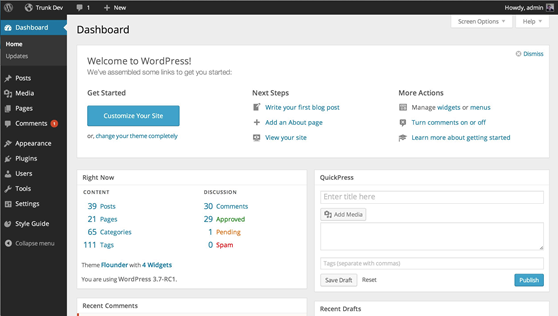 Trunk Dev 1 + New Howdy, admin
Dashboard
Home
Updates
Posts
Media
Pages
Comments 1
Appearance
Plugins
Users
Tools
Settings
Style Guide
Collapse menu
Screen Options Help
Dashboard
Dismiss
Welcome to WordPress!
We've assembled some links to get you started:
Get Started
Customize Your Site
or, change your theme completely
Next Steps
Write your first blog post
Add an About page
View your site
More Actions
Manage widgets or menus
Turn comments on or off
Learn more about getting started
Right Now
CONTENT
39 Posts
21 Pages
65 Categories
111 Tags
DISCUSSION
30 Comments
29 Approved
1 Pending
0 Spam
Theme Flounder with 4 Widgets
You are using WordPress 3.7-RC1.
Recent Comments
QuickPress
Enter title here
Add Media
Tags (separate with commas)
Save Draft Reset Publish
Recent Drafts